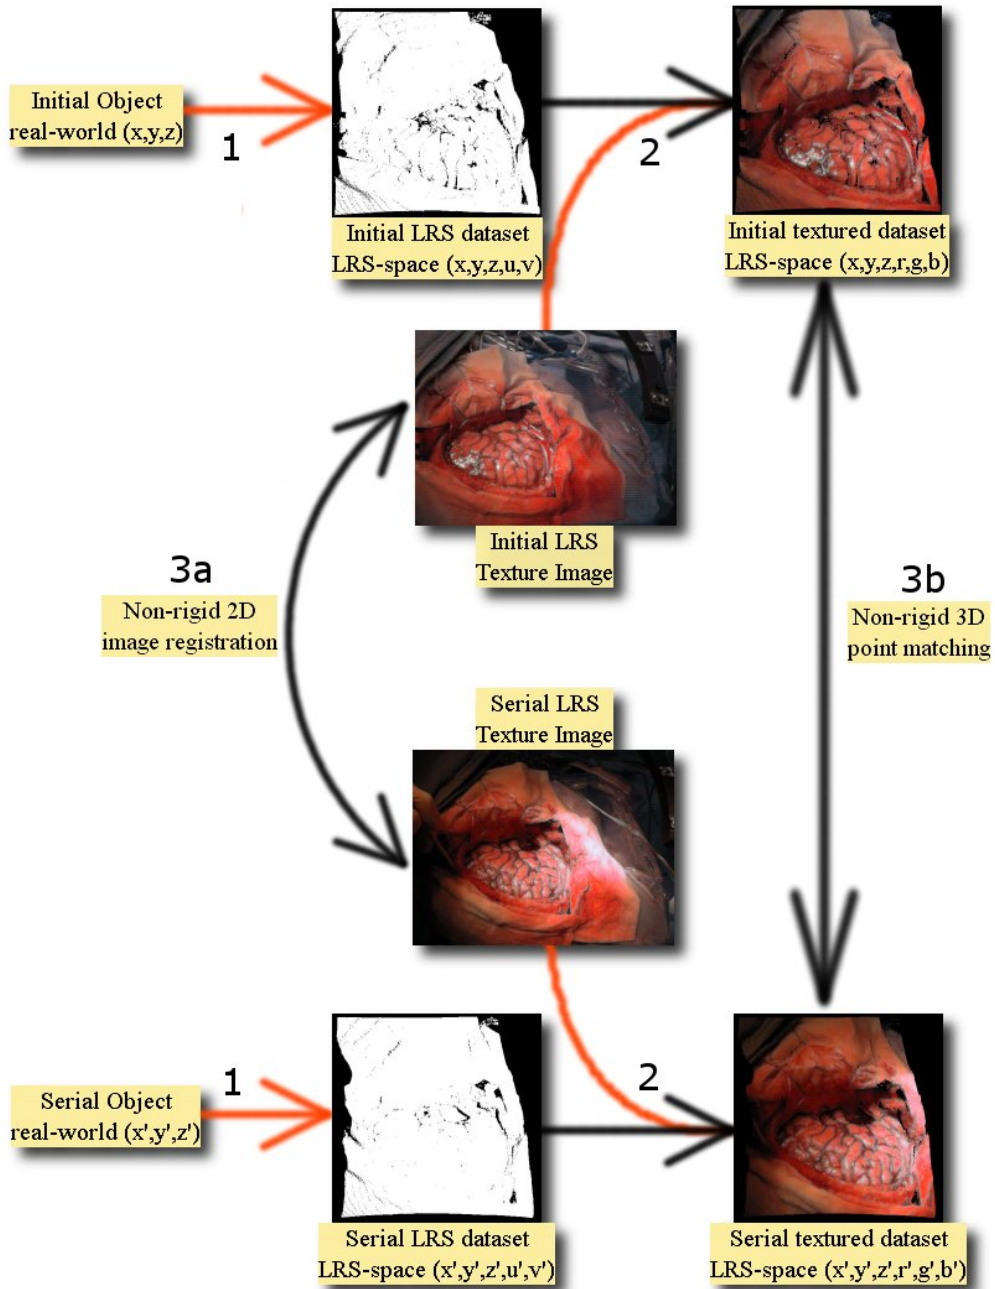 Initial Object
real-world (x,y,z)
1
2
Initial LRS dataset
LRS-space (x,y,z,u,v)
Initial textured dataset
LRS-space (x,y,z,r,g,b)
Initial LRS
Texture Image
3a
Non-rigid 2D
image registration
3b
Non-rigid 3D
point matching
Serial LRS
Texture Image
Serial Object
real-world (x',y',z')
1
2
Serial LRS dataset
LRS-space (x',y',z',u',v')
Serial textured dataset
LRS-space (x',y',z',r',g',b')